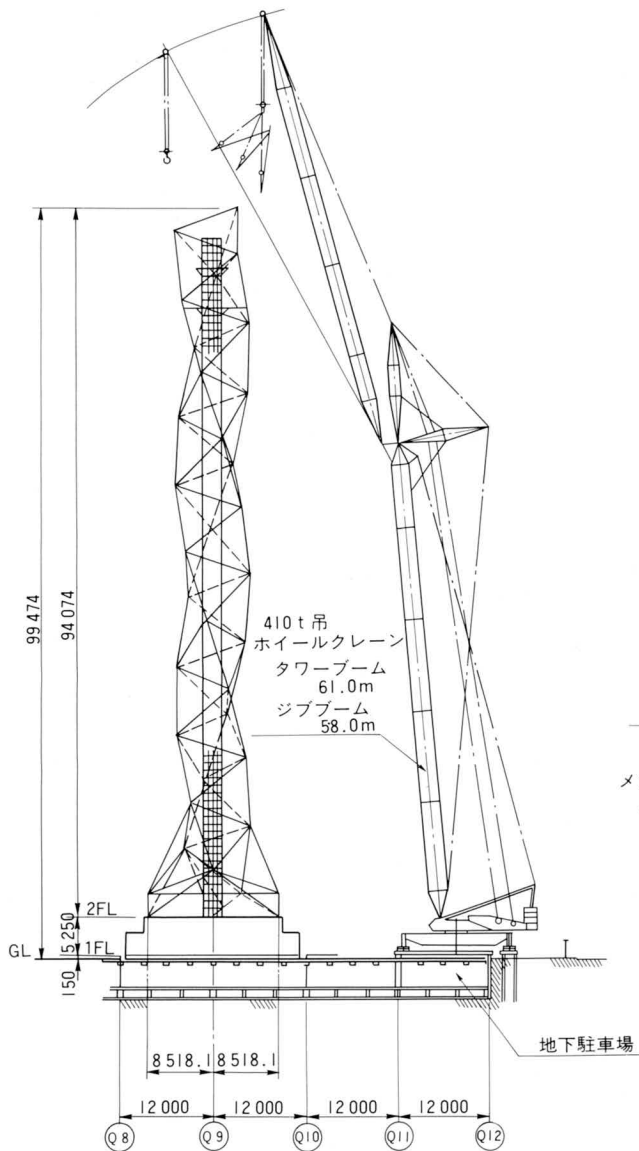 99 474
94 074
410 t 吊
ホイールクレーン
タワーブーム
61.0m
ジブブーム
58.0m
メ
2FL
5 250
GL
1FL
150
地下駐車場
8 518.1
8 518.1
12 000
12 000
12 000
12 000
Q8
Q9
Q10
Q11
Q12